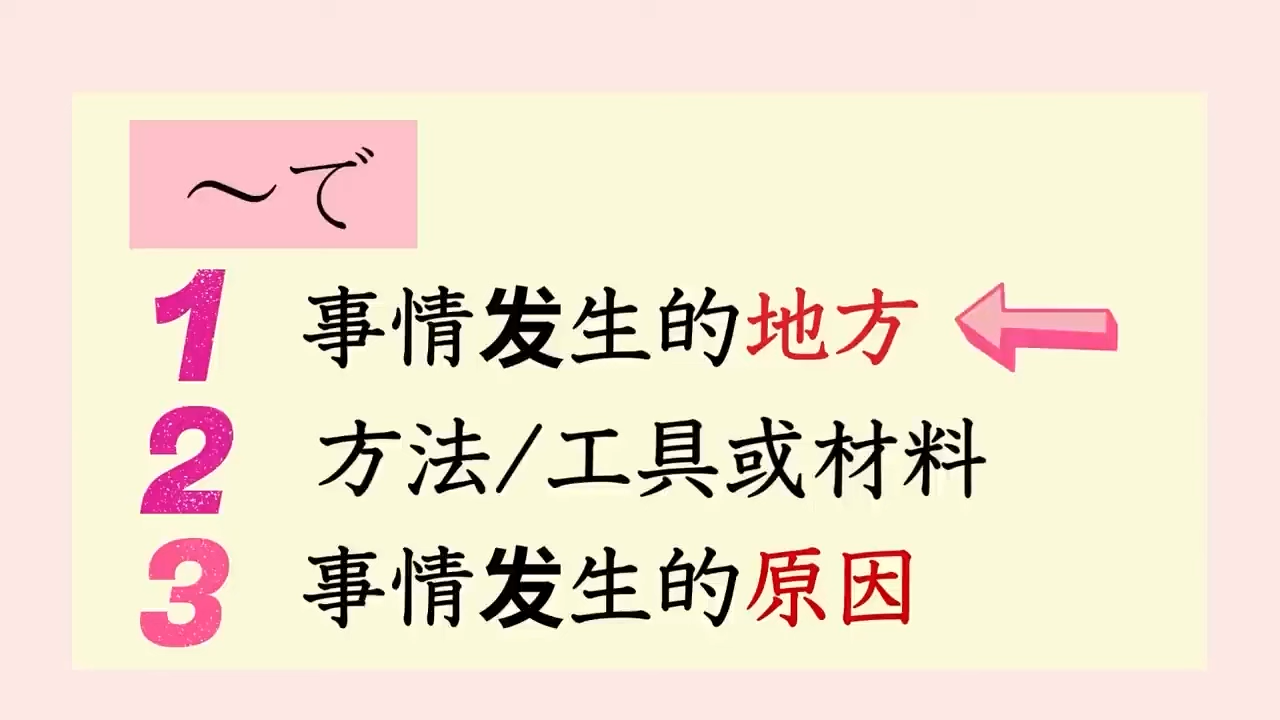 ～で
1 事情发生的地方
2 方法/工具或材料
3 事情发生的原因